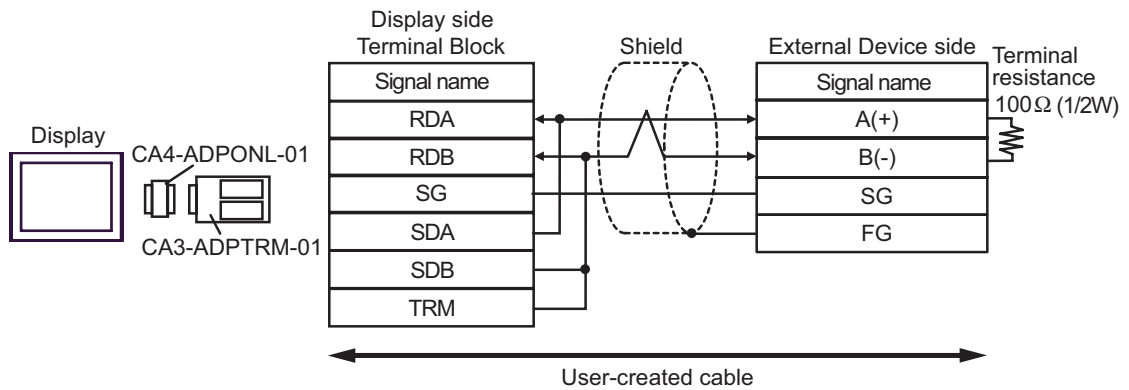 Display
CA4-ADPONL-01
CA3-ADPTRM-01
Display side
Terminal Block
Signal name
RDA
RDB
SG
SDA
SDB
TRM
Shield
External Device side
Signal name
A(+)
B(-)
SG
FG
Terminal
resistance
100Ω (1/2W)
User-created cable